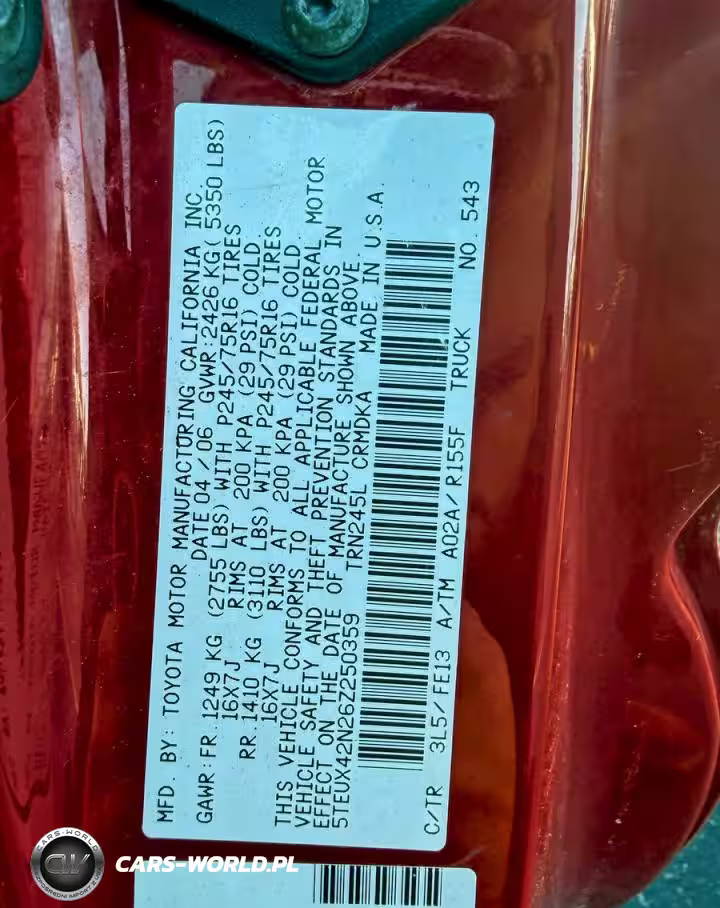 MFD. BY: TOYOTA MOTOR MANUFACTURING CALIFORNIA INC.
DATE 04 / 06 GVWR: 2426 KG( 5350 LBS)
GAWR: FR. 1249 KG (2755 LBS) WITH P245/75R16 TIRES
16X7J RIMS AT 200 KPA (29 PSI) COLD
RR. 1410 KG (3110 LBS) WITH P245/75R16 TIRES
16X7J RIMS AT 200 KPA (29 PSI) COLD
THIS VEHICLE CONFORMS TO ALL APPLICABLE FEDERAL MOTOR
VEHICLE SAFETY AND THEFT PREVENTION STANDARDS IN
EFFECT ON THE DATE OF MANUFACTURE SHOWN ABOVE.
5TEUX42N26Z250359 TRN245L CRMDKA MADE IN U.S.A.
C/TR 3L5/ FE13 A/TM A02A/ R155F TRUCK NO. 543
CARS-WORLD
CW
CARS-WORLD.PL